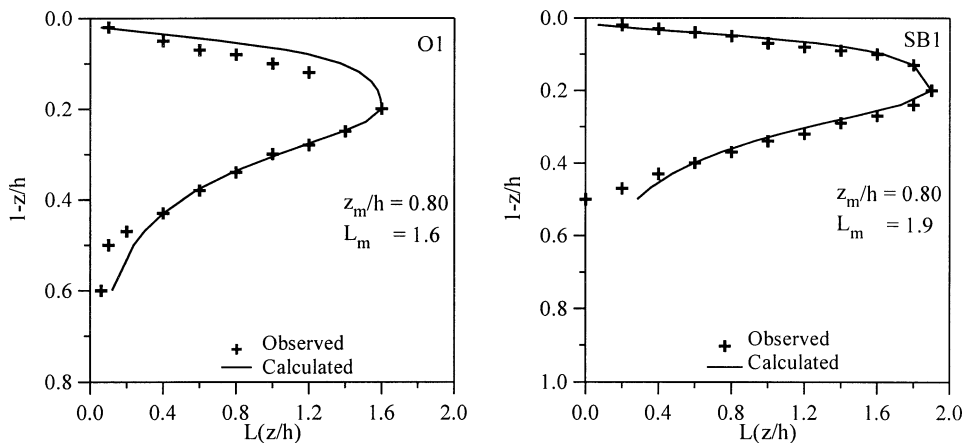 O1
1-z/h
0.0
0.2
0.4
0.6
0.8
z_m/h = 0.80
L_m = 1.6
+ Observed
— Calculated
0.0 0.4 0.8 1.2 1.6 2.0
L(z/h)
SB1
1-z/h
0.0
0.2
0.4
0.6
0.8
1.0
z_m/h = 0.80
L_m = 1.9
+ Observed
— Calculated
0.0 0.4 0.8 1.2 1.6 2.0
L(z/h)